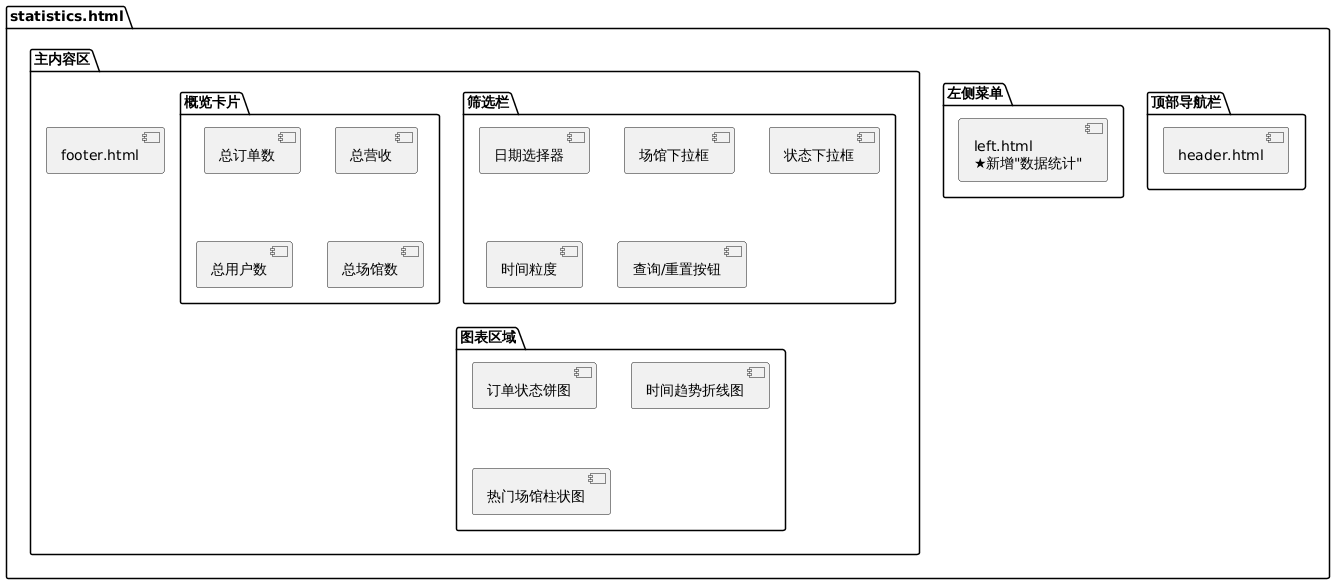 statistics.html
主内容区
footer.html
概览卡片
总订单数
总营收
总用户数
总场馆数
筛选栏
日期选择器
场馆下拉框
状态下拉框
时间粒度
查询/重置按钮
图表区域
订单状态饼图
时间趋势折线图
热门场馆柱状图
左侧菜单
left.html
★新增"数据统计"
顶部导航栏
header.html